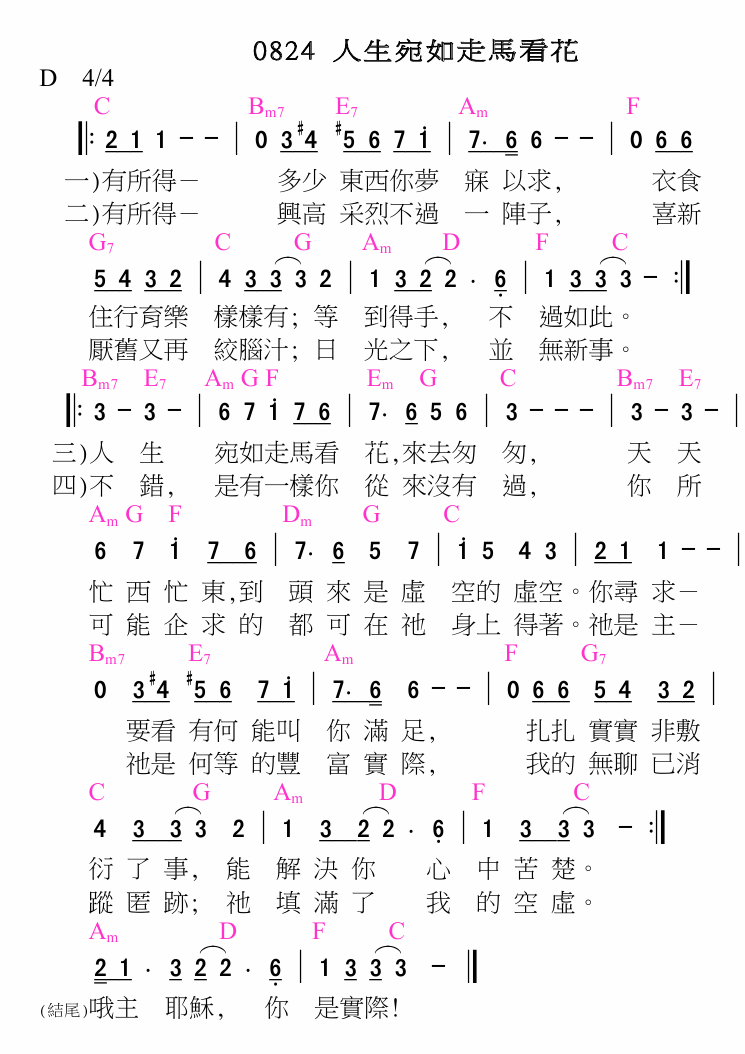 0824 人生宛如走馬看花
D 4/4
C Bm7 E7 Am F
‖: 2 1 1 - - | 0 3 #4 #5 6 7 i | 7. 6 6 - - | 0 6 6
一)有所得－ 多少 東西你夢 寐 以求， 衣食
二)有所得－ 興高 采烈不過 一 陣子， 喜新
G7 C G Am D F C
5 4 3 2 | 4 3 3 3 2 | 1 3 2 2 . 6 | 1 3 3 3 - :‖
住行育樂 樣樣有；等 到得手， 不 過如此。
厭舊又再 絞腦汁；日 光之下， 並 無新事。
Bm7 E7 Am G F Em G C Bm7 E7
‖: 3 - 3 - | 6 7 i 7 6 | 7. 6 5 6 | 3 - - - | 3 - 3 - |
三)人 生 宛如走馬看 花，來去匆 匆， 天 天
四)不 錯， 是有一樣你 從 來沒有 過， 你 所
Am G F Dm G C
6 7 i 7 6 | 7. 6 5 7 | i 5 4 3 | 2 1 1 - - |
忙 西 忙 東，到 頭 來 是 虛 空的 虛空。你尋 求－
可 能 企 求 的 都 可 在 祂 身上 得著。祂是 主－
Bm7 E7 Am F G7
0 3 #4 #5 6 7 i | 7. 6 6 - - | 0 6 6 5 4 3 2 |
要看 有何 能叫 你 滿 足， 扎扎 實實 非敷
祂是 何等 的豐 富 實 際， 我的 無聊 已消
C G Am D F C
4 3 3 3 2 | 1 3 2 2 . 6 | 1 3 3 3 - :‖
衍 了 事， 能 解 決 你 心 中 苦 楚。
蹤 匿 跡； 祂 填 滿 了 我 的 空 虛。
Am D F C
2 1 . 3 2 2 . 6 | 1 3 3 3 - ‖
(結尾)哦主 耶穌， 你 是實際！